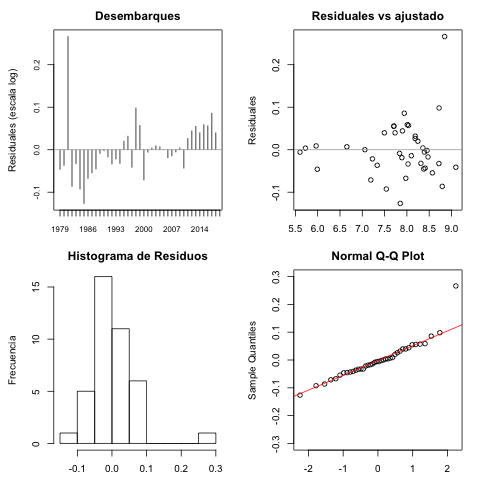 Desembarques
Residuales (escala log)
0.2
0.1
0.0
-0.1
1979 1986 1993 2000 2007 2014
Residuales vs ajustado
Residuales
0.2
0.1
0.0
-0.1
5.5 6.0 6.5 7.0 7.5 8.0 8.5 9.0
Histograma de Residuos
Frecuencia
15
10
5
0
-0.1 0.0 0.1 0.2 0.3
Normal Q-Q Plot
Sample Quantiles
0.3
0.2
0.1
0.0
-0.1
-0.2
-0.3
-2 -1 0 1 2